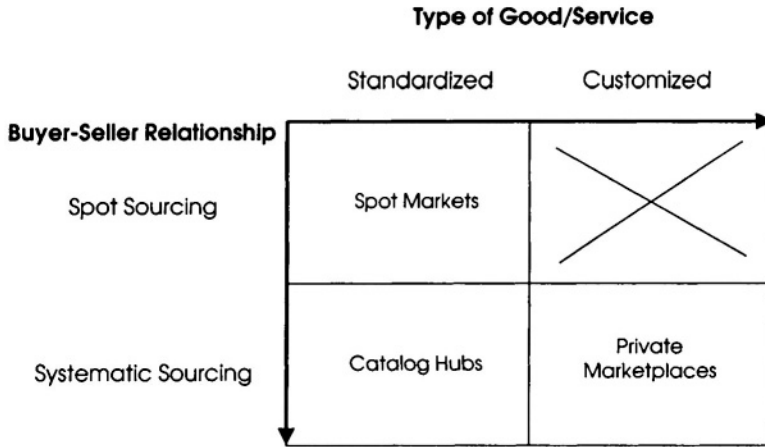 Type of Good/Service
Standardized
Customized
Buyer-Seller Relationship
Spot Sourcing
Spot Markets
Systematic Sourcing
Catalog Hubs
Private
Marketplaces